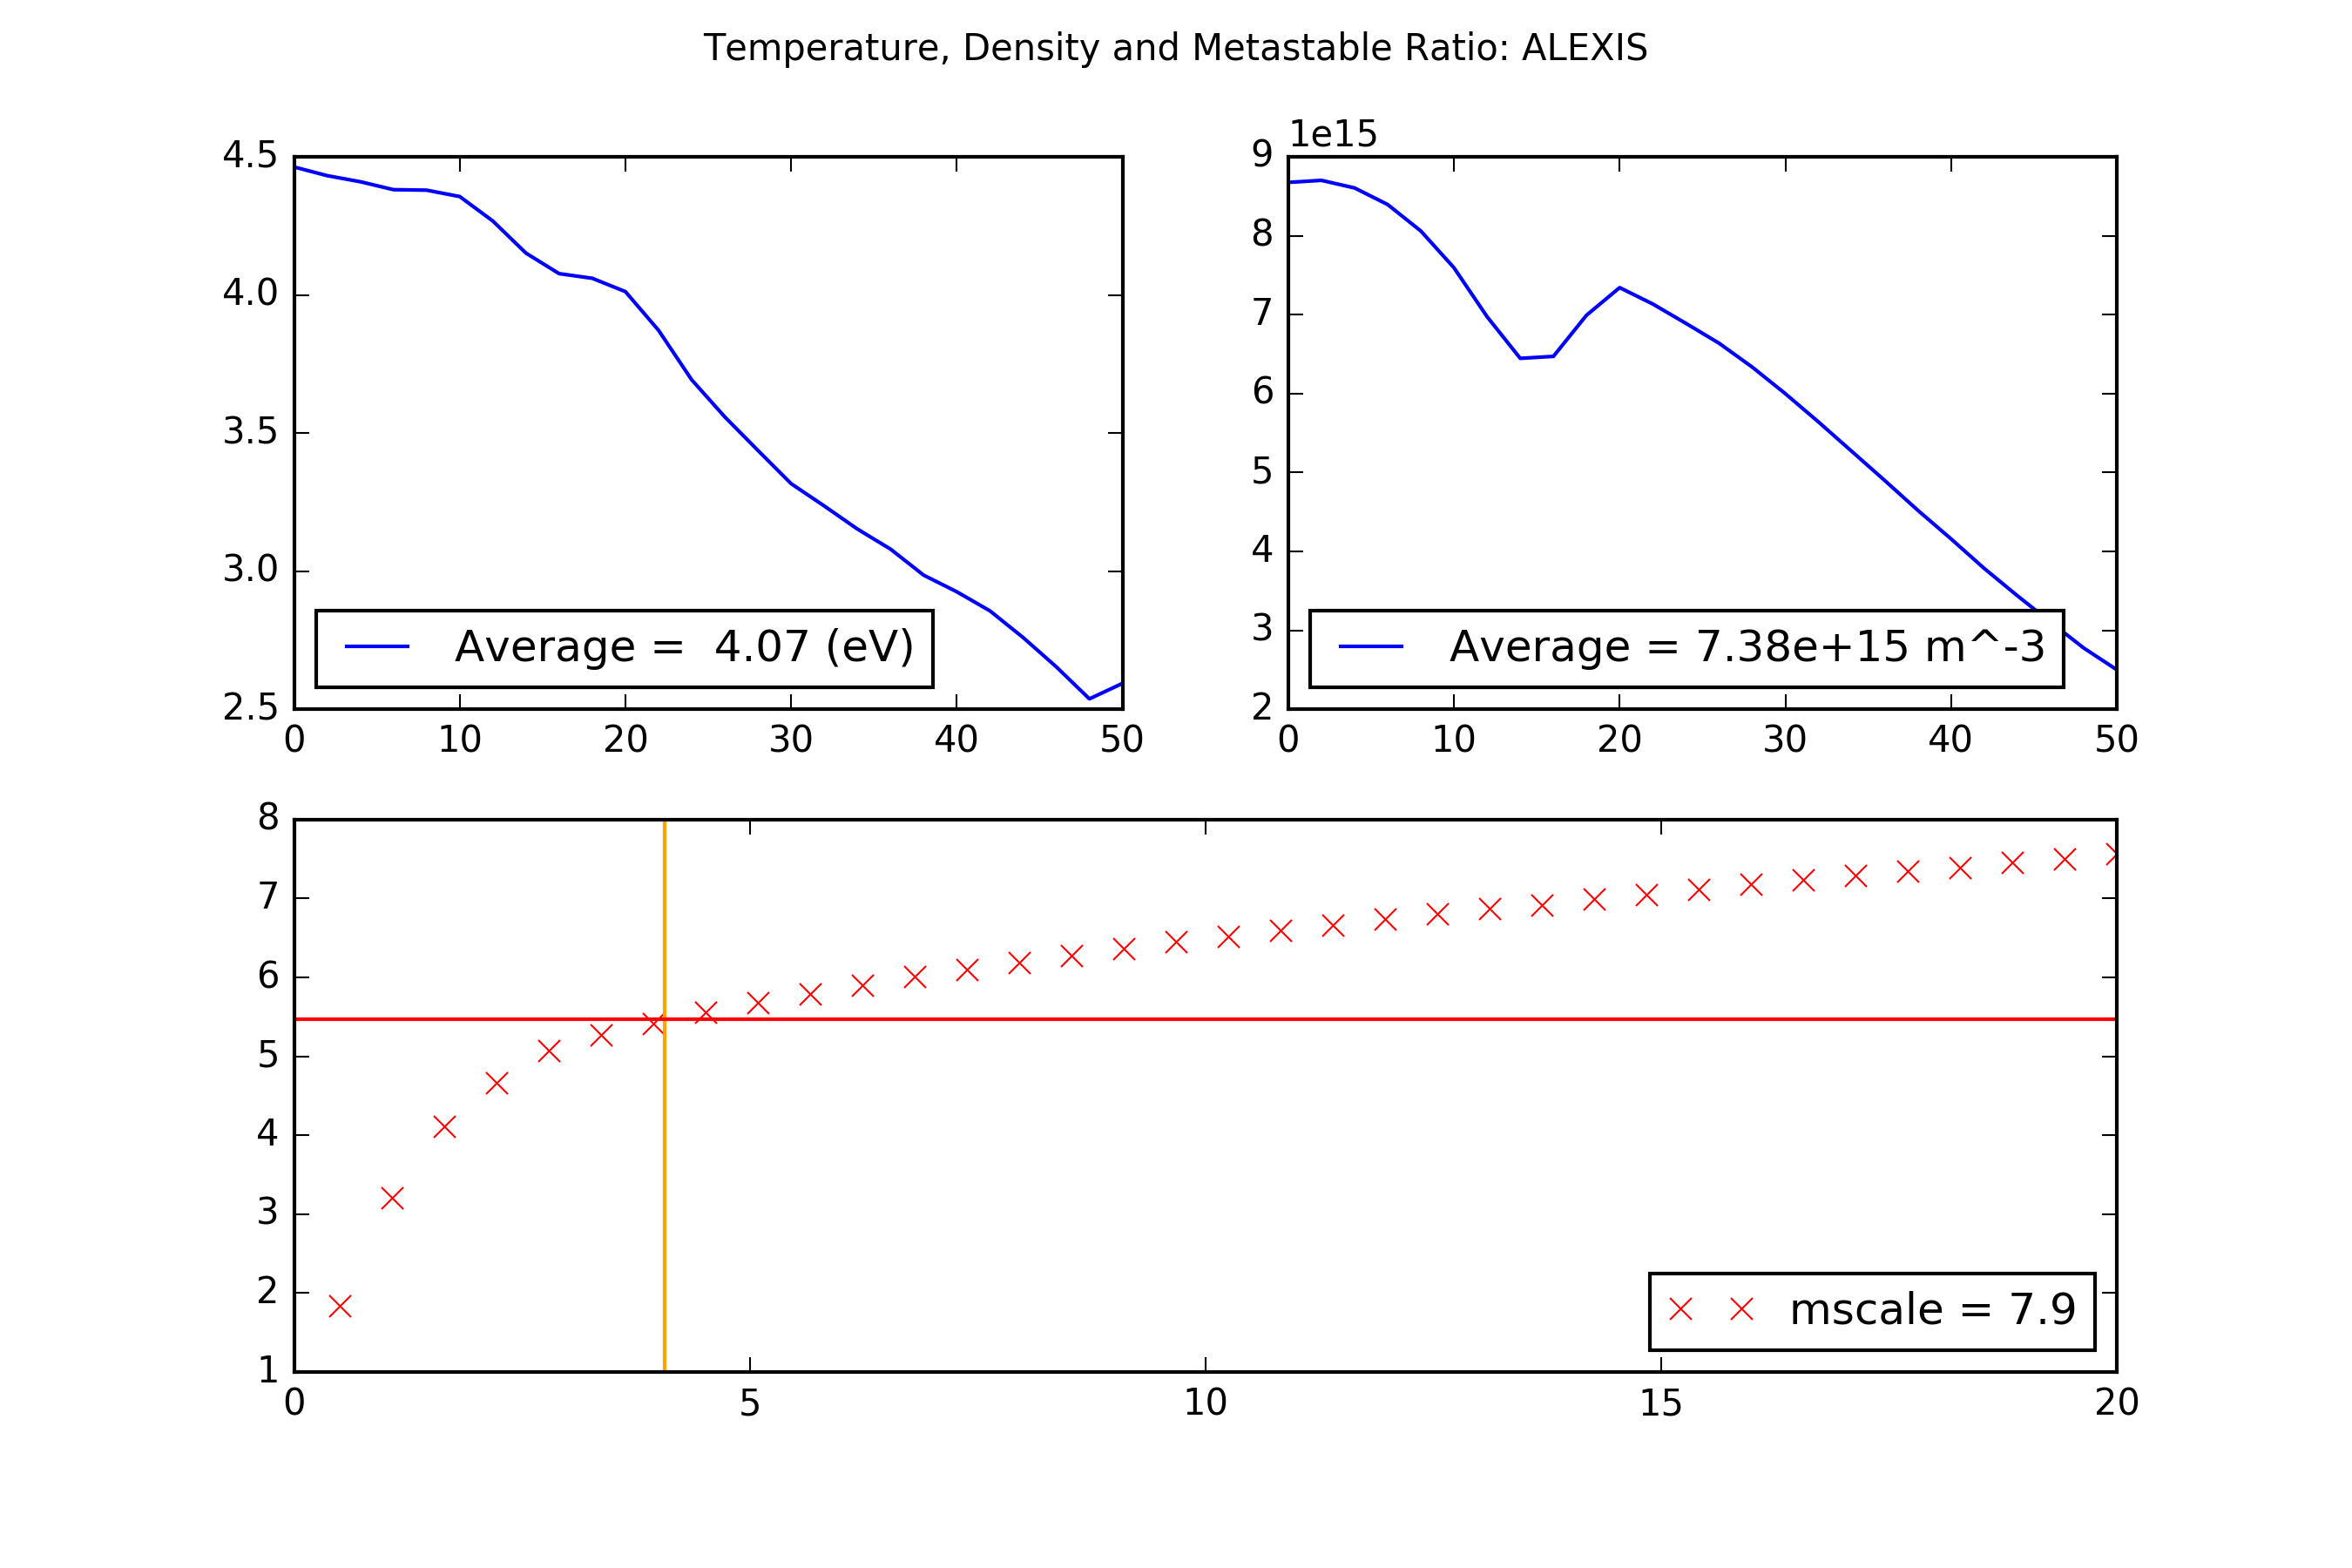 Temperature, Density and Metastable Ratio: ALEXIS
4.5
4.0
3.5
3.0
2.5
0 10 20 30 40 50
Average =  4.07 (eV)
1e15
9
8
7
6
5
4
3
2
0 10 20 30 40 50
Average = 7.38e+15 m^-3
8
7
6
5
4
3
2
1
0 5 10 15 20
mscale = 7.9